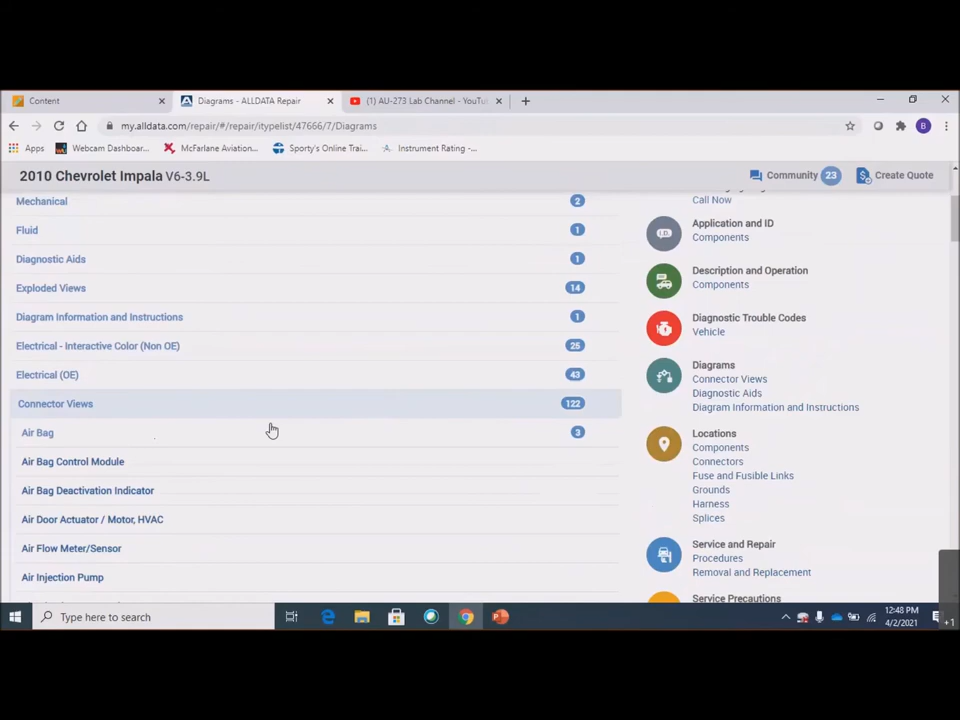 Content
Diagrams - ALLDATA Repair
(1) AU-273 Lab Channel - YouTu
my.alldata.com/repair/#/repair/itypelist/47666/7/Diagrams
B
Apps
Webcam Dashboar...
McFarlane Aviation...
Sporty's Online Trai...
Instrument Rating -...
2010 Chevrolet Impala V6-3.9L
Community 23
Create Quote
Mechanical 2
Fluid 1
Diagnostic Aids 1
Exploded Views 14
Diagram Information and Instructions 1
Electrical - Interactive Color (Non OE) 25
Electrical (OE) 43
Connector Views 122
Air Bag 3
Air Bag Control Module
Air Bag Deactivation Indicator
Air Door Actuator / Motor, HVAC
Air Flow Meter/Sensor
Air Injection Pump
Call Now
I.D.
Application and ID
Components
Description and Operation
Components
Diagnostic Trouble Codes
Vehicle
Diagrams
Connector Views
Diagnostic Aids
Diagram Information and Instructions
Locations
Components
Connectors
Fuse and Fusible Links
Grounds
Harness
Splices
Service and Repair
Procedures
Removal and Replacement
Service Precautions
Type here to search
12:48 PM
4/2/2021
+1